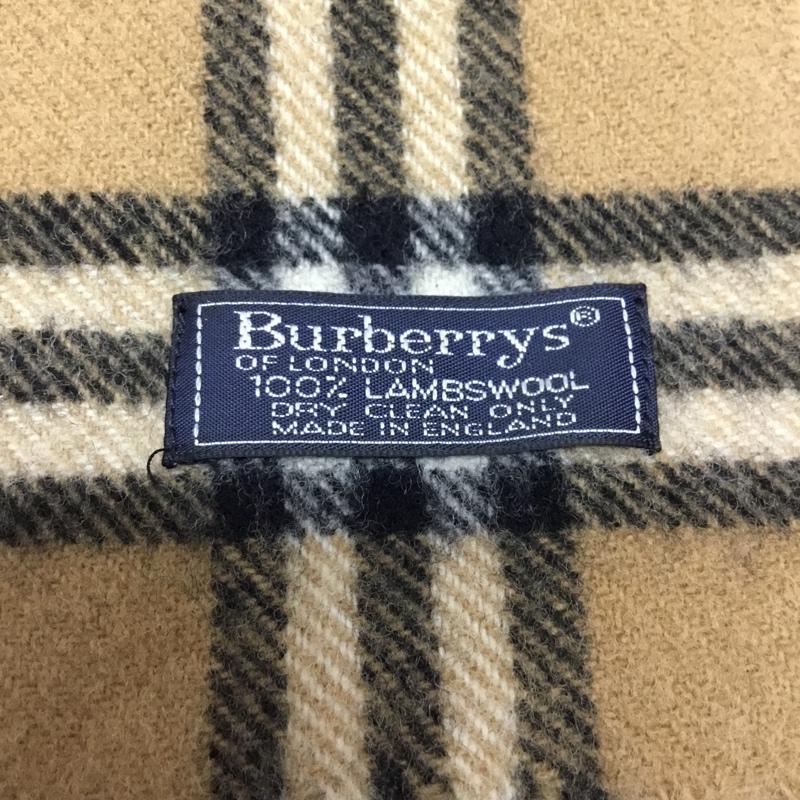 Burberrys®
OF LONDON
100% LAMBSWOOL
DRY CLEAN ONLY
MADE IN ENGLAND